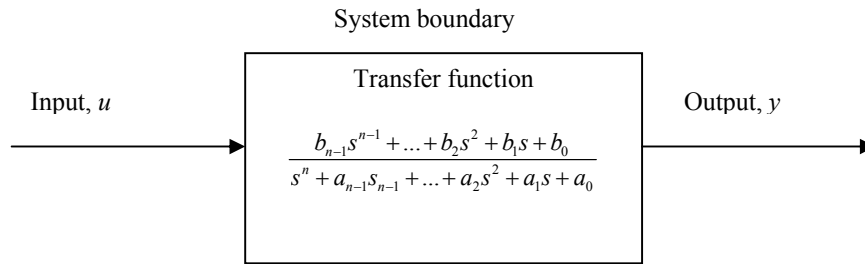 System boundary
Transfer function
Input, u
Output, y
b_{n-1}s^{n-1} + ... + b_2s^2 + b_1s + b_0
s^n + a_{n-1}s_{n-1} + ... + a_2s^2 + a_1s + a_0